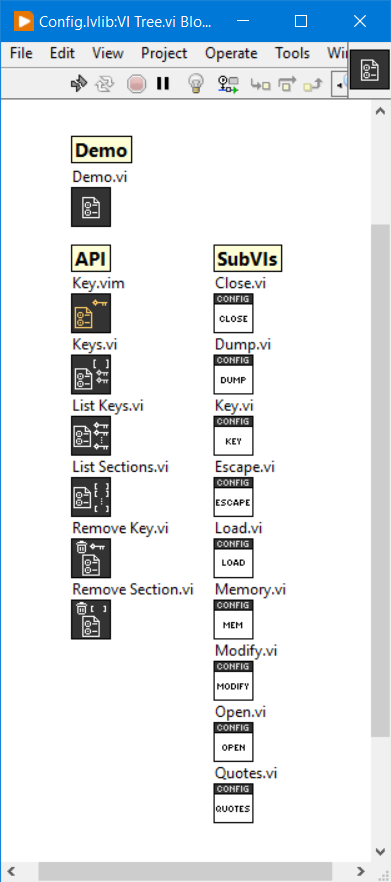 Config.lvlib:VI Tree.vi Blo...
File Edit View Project Operate Tools
Demo
Demo.vi
API
Key.vim
Keys.vi
List Keys.vi
List Sections.vi
Remove Key.vi
Remove Section.vi
SubVIs
Close.vi
CONFIG
CLOSE
Dump.vi
CONFIG
DUMP
Key.vi
CONFIG
KEY
Escape.vi
CONFIG
ESCAPE
Load.vi
CONFIG
LOAD
Memory.vi
CONFIG
MEM
Modify.vi
CONFIG
MODIFY
Open.vi
CONFIG
OPEN
Quotes.vi
CONFIG
QUOTES